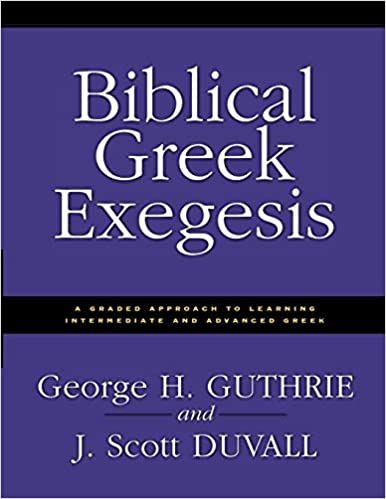 Biblical
Greek
Exegesis
A GRADED APPROACH TO LEARNING
INTERMEDIATE AND ADVANCED GREEK
George H. GUTHRIE
and
J. Scott DUVALL